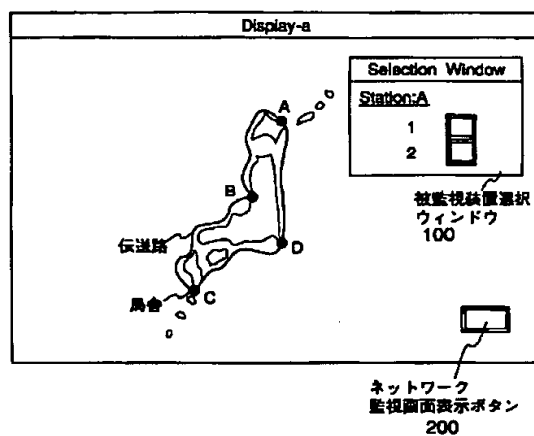 Display-a
Selection Window
Station:A
1
2
A
B
D
C
伝送路
局舎
被監視装置選択
ウィンドウ
100
ネットワーク
監視画面表示ボタン
200